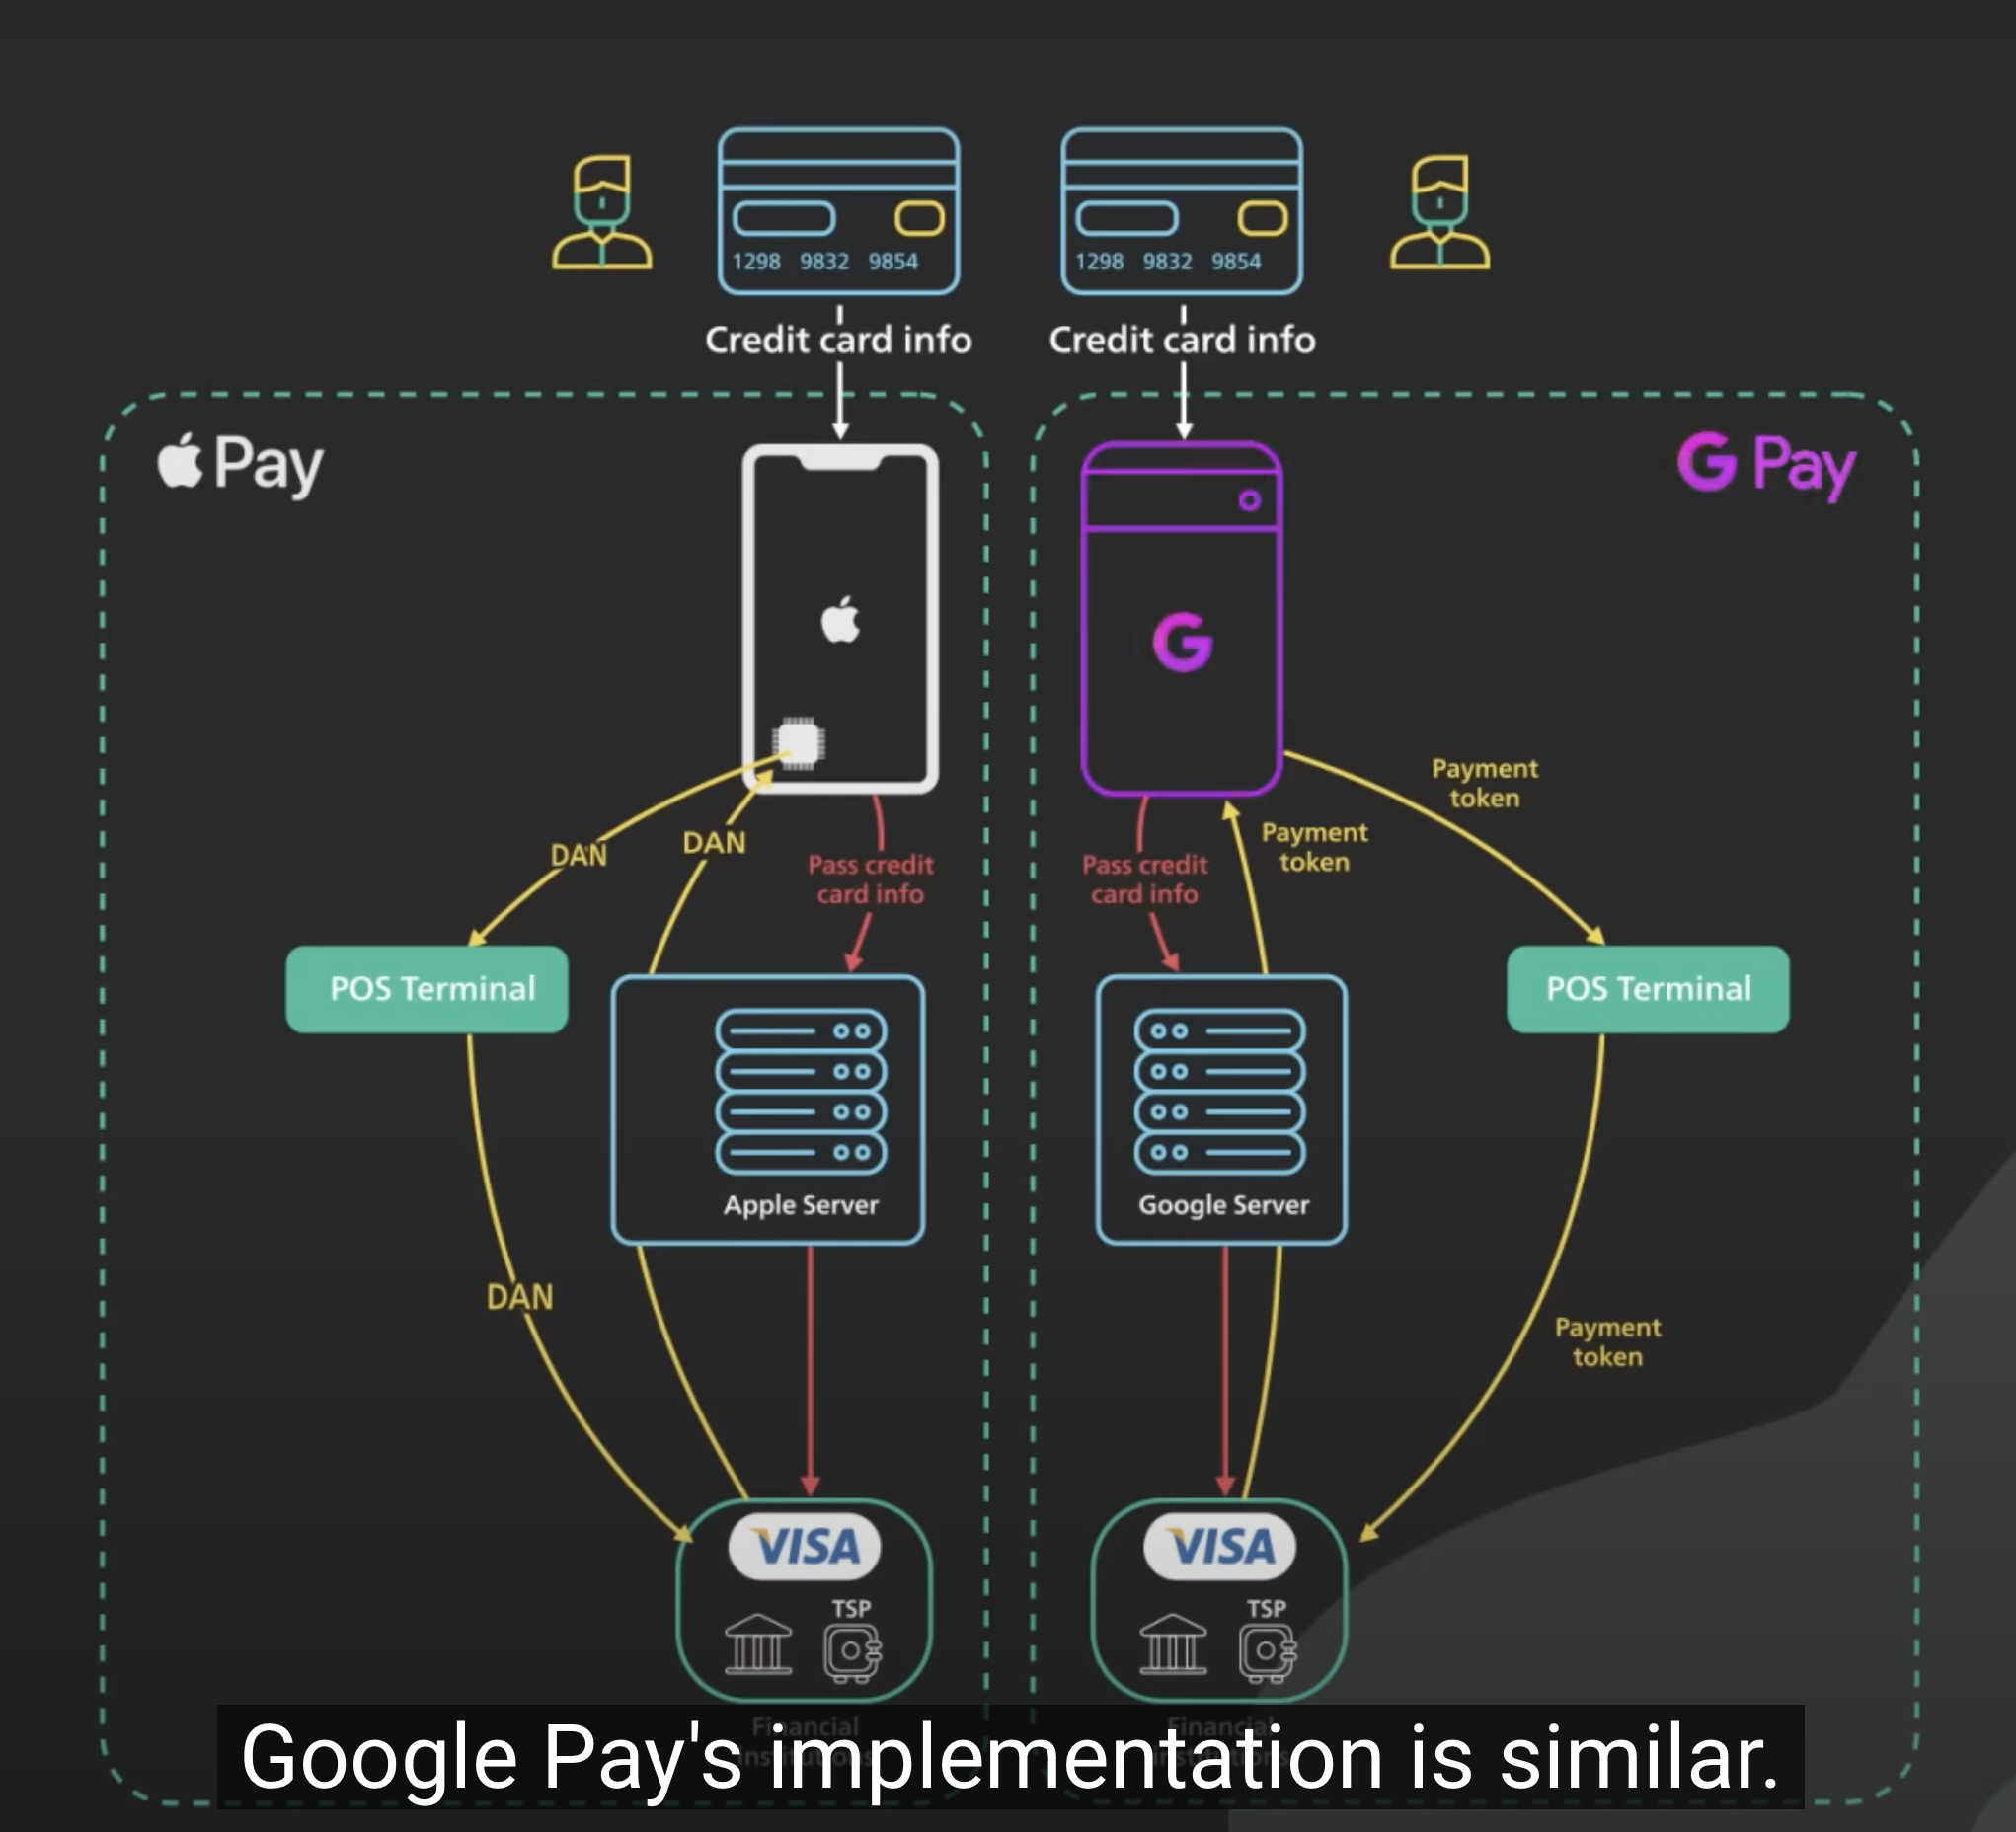 1298 9832 9854
1298 9832 9854
Credit card info
Credit card info
Pay
G Pay
G
DAN
DAN
Pass credit
card info
Pass credit
card info
Payment
token
Payment
token
POS Terminal
POS Terminal
Apple Server
Google Server
DAN
Payment
token
VISA
TSP
VISA
TSP
Financial
Institutions
Financial
Institutions
Google Pay's implementation is similar.